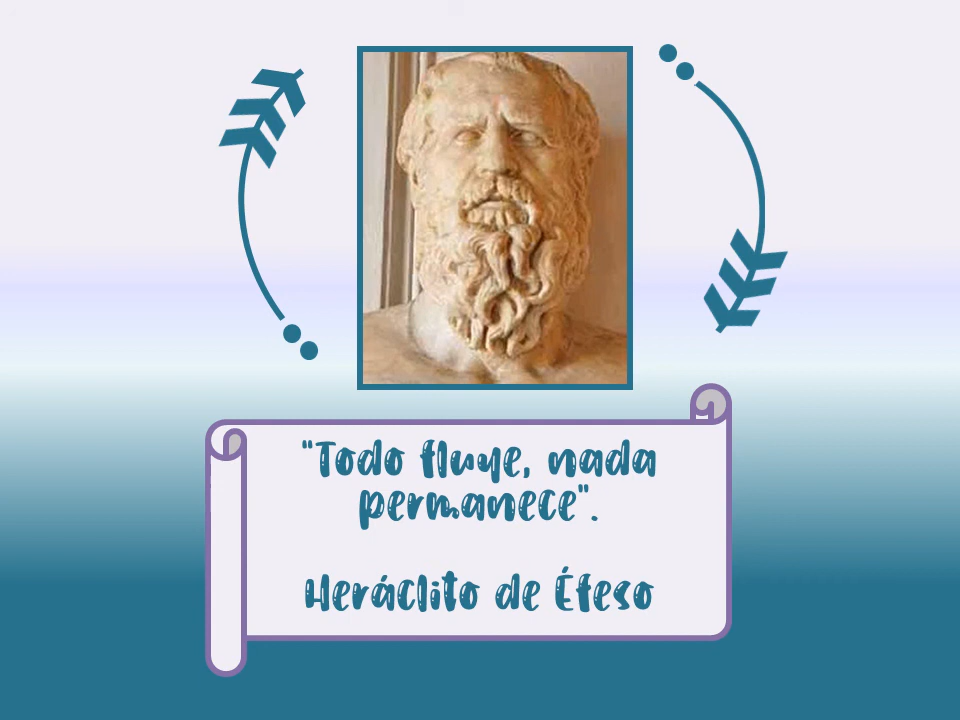 "Todo fluye, nada
permanece".
Heráclito de Éfeso